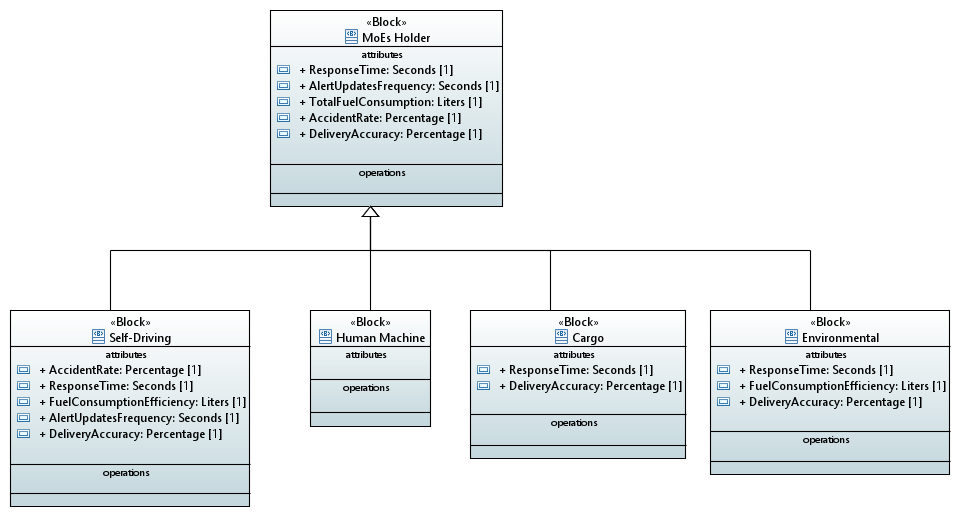 «Block»
MoEs Holder
attributes
+ ResponseTime: Seconds [1]
+ AlertUpdatesFrequency: Seconds [1]
+ TotalFuelConsumption: Liters [1]
+ AccidentRate: Percentage [1]
+ DeliveryAccuracy: Percentage [1]
operations
«Block»
Self-Driving
attributes
+ AccidentRate: Percentage [1]
+ ResponseTime: Seconds [1]
+ FuelConsumptionEfficiency: Liters [1]
+ AlertUpdatesFrequency: Seconds [1]
+ DeliveryAccuracy: Percentage [1]
operations
«Block»
Human Machine
attributes
operations
«Block»
Cargo
attributes
+ ResponseTime: Seconds [1]
+ DeliveryAccuracy: Percentage [1]
operations
«Block»
Environmental
attributes
+ ResponseTime: Seconds [1]
+ FuelConsumptionEfficiency: Liters [1]
+ DeliveryAccuracy: Percentage [1]
operations